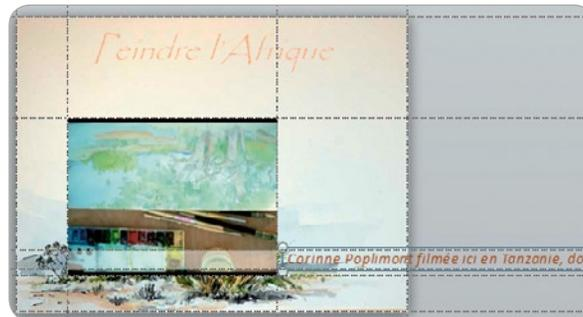 Peindre l'Afrique
Corinne Poplimont filmée ici en Tanzanie, do